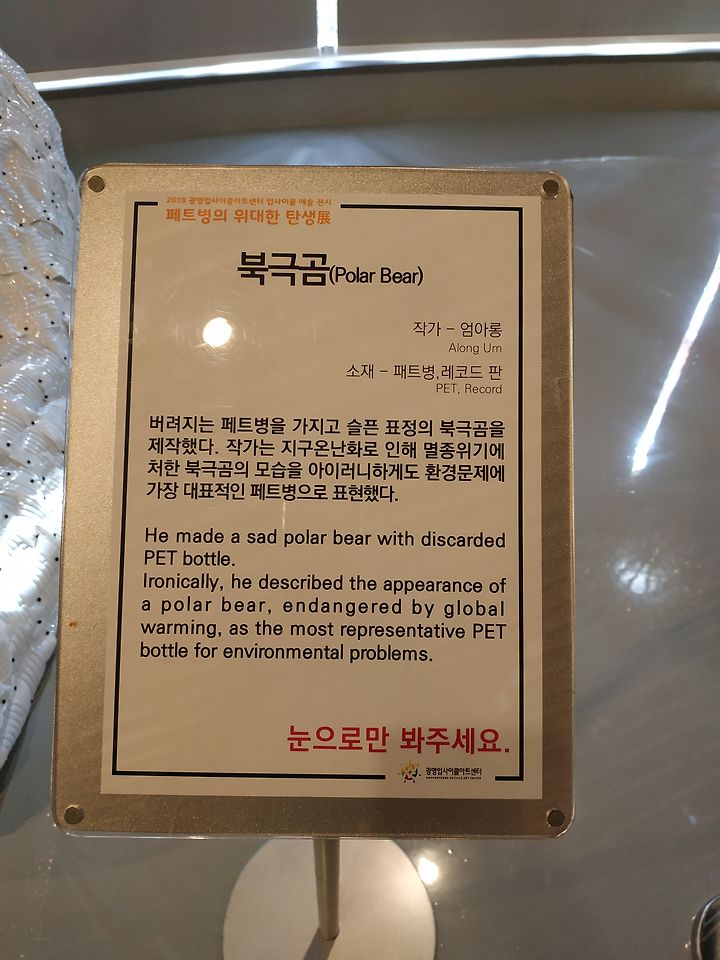 2018 광명업사이클아트센터 업사이클 예술 전시
페트병의 위대한 탄생展
북극곰(Polar Bear)
작가 - 엄아롱
Along Um
소재 - 패트병,레코드 판
PET, Record
버려지는 페트병을 가지고 슬픈 표정의 북극곰을
제작했다. 작가는 지구온난화로 인해 멸종위기에
처한 북극곰의 모습을 아이러니하게도 환경문제에
가장 대표적인 페트병으로 표현했다.
He made a sad polar bear with discarded
PET bottle.
Ironically, he described the appearance of
a polar bear, endangered by global
warming, as the most representative PET
bottle for environmental problems.
눈으로만 봐주세요.
광명업사이클아트센터